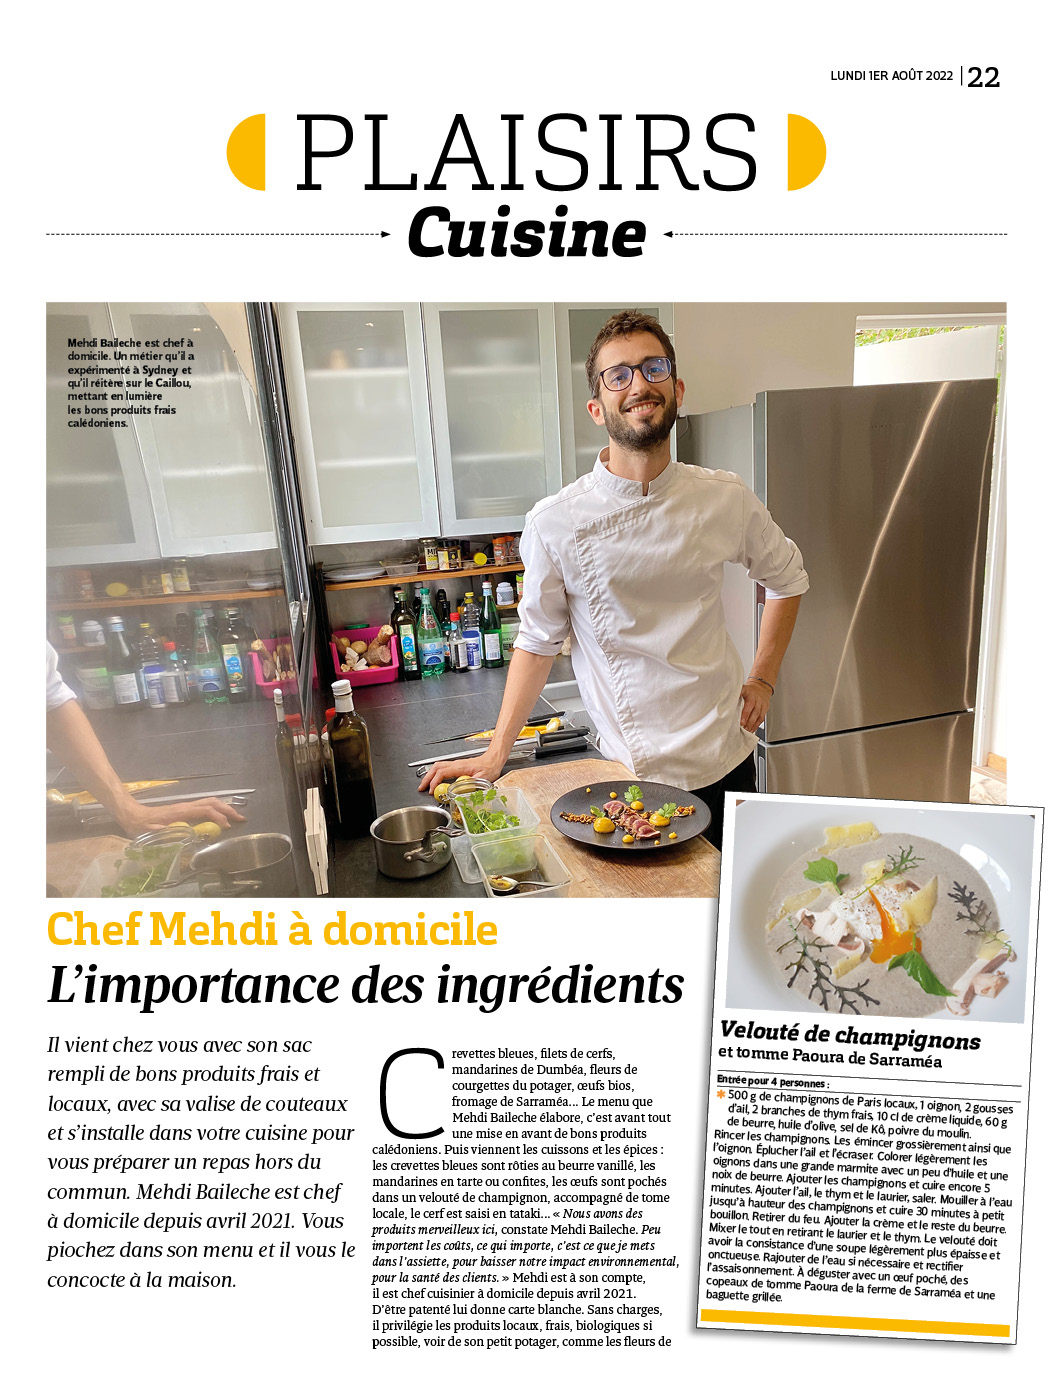 LUNDI 1ER AOÛT 2022 | 22
PLAISIRS
Cuisine
Mehdi Baileche est chef à
domicile. Un métier qu'il a
expérimenté à Sydney et
qu'il réitère sur le Caillou,
mettant en lumière
les bons produits frais
calédoniens.
Chef Mehdi à domicile
L'importance des ingrédients
Il vient chez vous avec son sac
rempli de bons produits frais et
locaux, avec sa valise de couteaux
et s'installe dans votre cuisine pour
vous préparer un repas hors du
commun. Mehdi Baileche est chef
à domicile depuis avril 2021. Vous
piochez dans son menu et il vous le
concocte à la maison.
Crevettes bleues, filets de cerfs,
mandarines de Dumbéa, fleurs de
courgettes du potager, œufs bios,
fromage de Sarraméa... Le menu que
Mehdi Baileche élabore, c'est avant tout
une mise en avant de bons produits
calédoniens. Puis viennent les cuissons et les épices :
les crevettes bleues sont rôties au beurre vanillé, les
mandarines en tarte ou confites, les œufs sont pochés
dans un velouté de champignon, accompagné de tome
locale, le cerf est saisi en tataki... « Nous avons des
produits merveilleux ici, constate Mehdi Baileche. Peu
importent les coûts, ce qui importe, c'est ce que je mets
dans l'assiette, pour baisser notre impact environnemental,
pour la santé des clients. » Mehdi est à son compte,
il est chef cuisinier à domicile depuis avril 2021.
D'être patenté lui donne carte blanche. Sans charges,
il privilégie les produits locaux, frais, biologiques si
possible, voir de son petit potager, comme les fleurs de
Velouté de champignons
et tomme Paoura de Sarraméa
Entrée pour 4 personnes :
* 500 g de champignons de Paris locaux, 1 oignon, 2 gousses
d'ail, 2 branches de thym frais, 10 cl de crème liquide, 60 g
de beurre, huile d'olive, sel de Kô, poivre du moulin.
Rincer les champignons. Les émincer grossièrement ainsi que
l'oignon. Éplucher l'ail et l'écraser. Colorer légèrement les
oignons dans une grande marmite avec un peu d'huile et une
noix de beurre. Ajouter les champignons et cuire encore 5
minutes. Ajouter l'ail, le thym et le laurier, saler. Mouiller à l'eau
jusqu'à hauteur des champignons et cuire 30 minutes à petit
bouillon. Retirer du feu. Ajouter la crème et le reste du beurre.
Mixer le tout en retirant le laurier et le thym. Le velouté doit
avoir la consistance d'une soupe légèrement plus épaisse et
onctueuse. Rajouter de l'eau si nécessaire et rectifier
l'assaisonnement. À déguster avec un œuf poché, des
copeaux de tomme Paoura de la ferme de Sarraméa et une
baguette grillée.